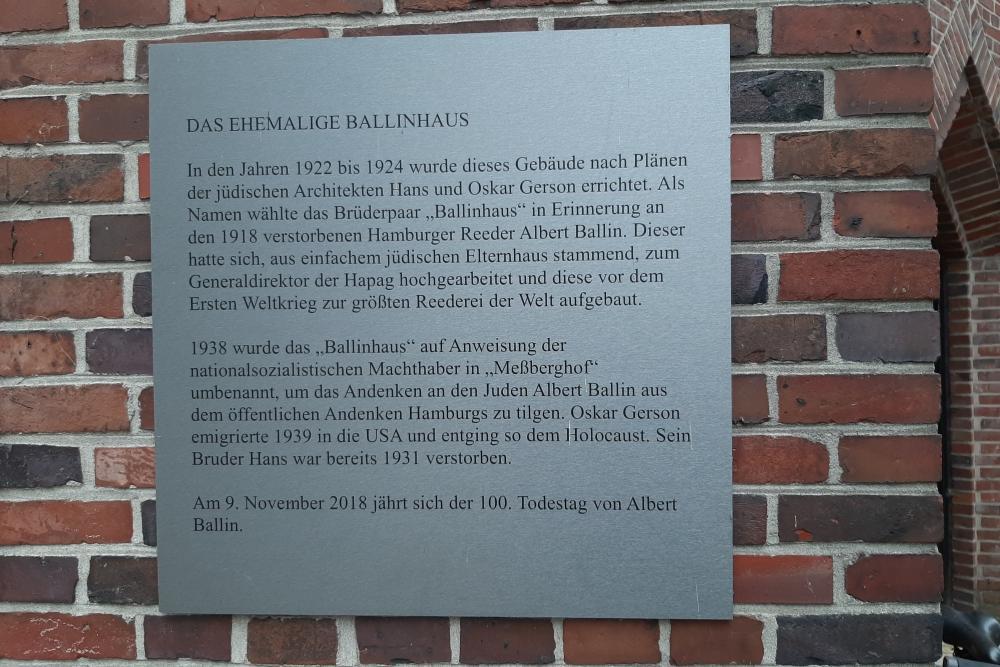 DAS EHEMALIGE BALLINHAUS
In den Jahren 1922 bis 1924 wurde dieses Gebäude nach Plänen
der jüdischen Architekten Hans und Oskar Gerson errichtet. Als
Namen wählte das Brüderpaar „Ballinhaus“ in Erinnerung an
den 1918 verstorbenen Hamburger Reeder Albert Ballin. Dieser
hatte sich, aus einfachem jüdischen Elternhaus stammend, zum
Generaldirektor der Hapag hochgearbeitet und diese vor dem
Ersten Weltkrieg zur größten Reederei der Welt aufgebaut.
1938 wurde das „Ballinhaus“ auf Anweisung der
nationalsozialistischen Machthaber in „Meßberghof“
umbenannt, um das Andenken an den Juden Albert Ballin aus
dem öffentlichen Andenken Hamburgs zu tilgen. Oskar Gerson
emigrierte 1939 in die USA und entging so dem Holocaust. Sein
Bruder Hans war bereits 1931 verstorben.
Am 9. November 2018 jährt sich der 100. Todestag von Albert
Ballin.